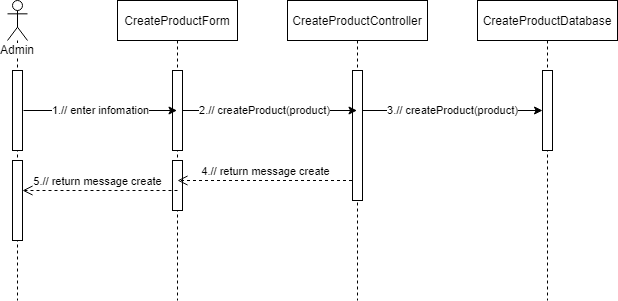 CreateProductForm
CreateProductController
CreateProductDatabase
Admin
1.// enter infomation
2.// createProduct(product)
3.// createProduct(product)
4.// return message create
5.// return message create